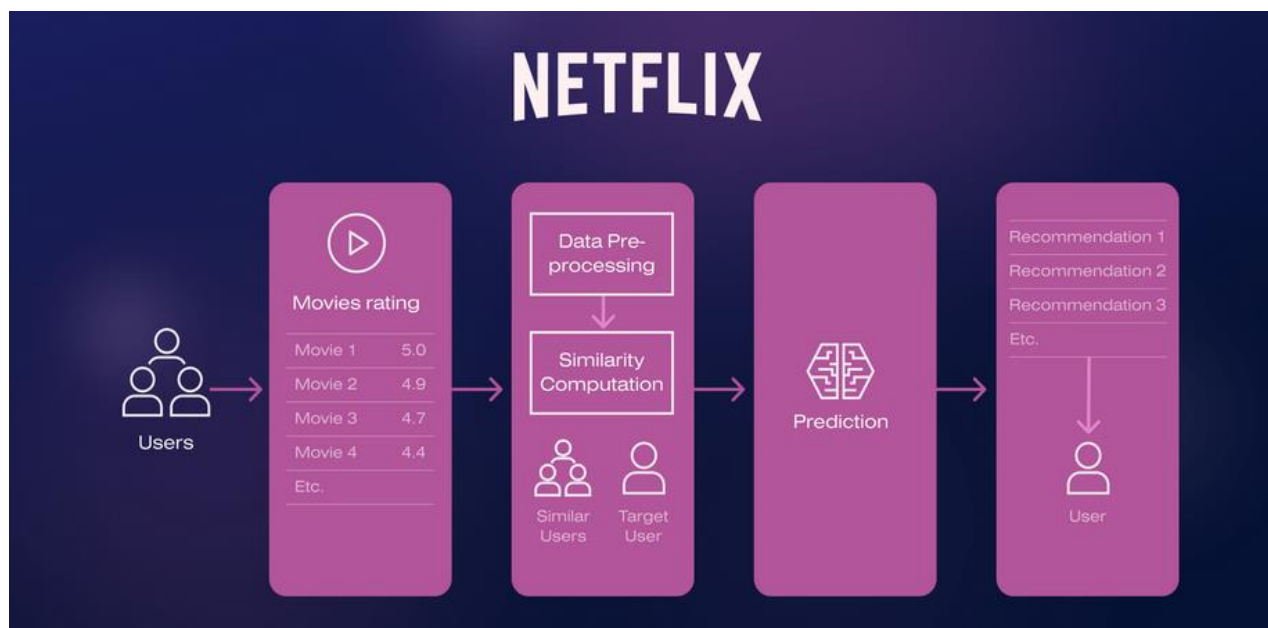 NETFLIX
Users
Movies rating
Movie 1 5.0
Movie 2 4.9
Movie 3 4.7
Movie 4 4.4
Etc.
Data Pre-
processing
Similarity
Computation
Similar
Users
Target
User
Prediction
Recommendation 1
Recommendation 2
Recommendation 3
Etc.
User